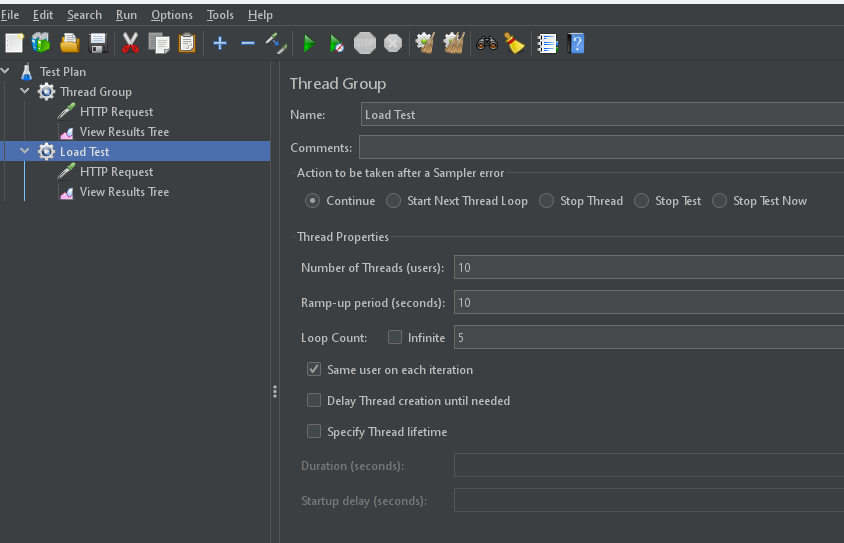 File Edit Search Run Options Tools Help
STOP
Test Plan
Thread Group
HTTP Request
View Results Tree
Load Test
HTTP Request
View Results Tree
Thread Group
Name: Load Test
Comments:
Action to be taken after a Sampler error
Continue Start Next Thread Loop Stop Thread Stop Test Stop Test Now
Thread Properties
Number of Threads (users): 10
Ramp-up period (seconds): 10
Loop Count: Infinite 5
Same user on each iteration
Delay Thread creation until needed
Specify Thread lifetime
Duration (seconds):
Startup delay (seconds):